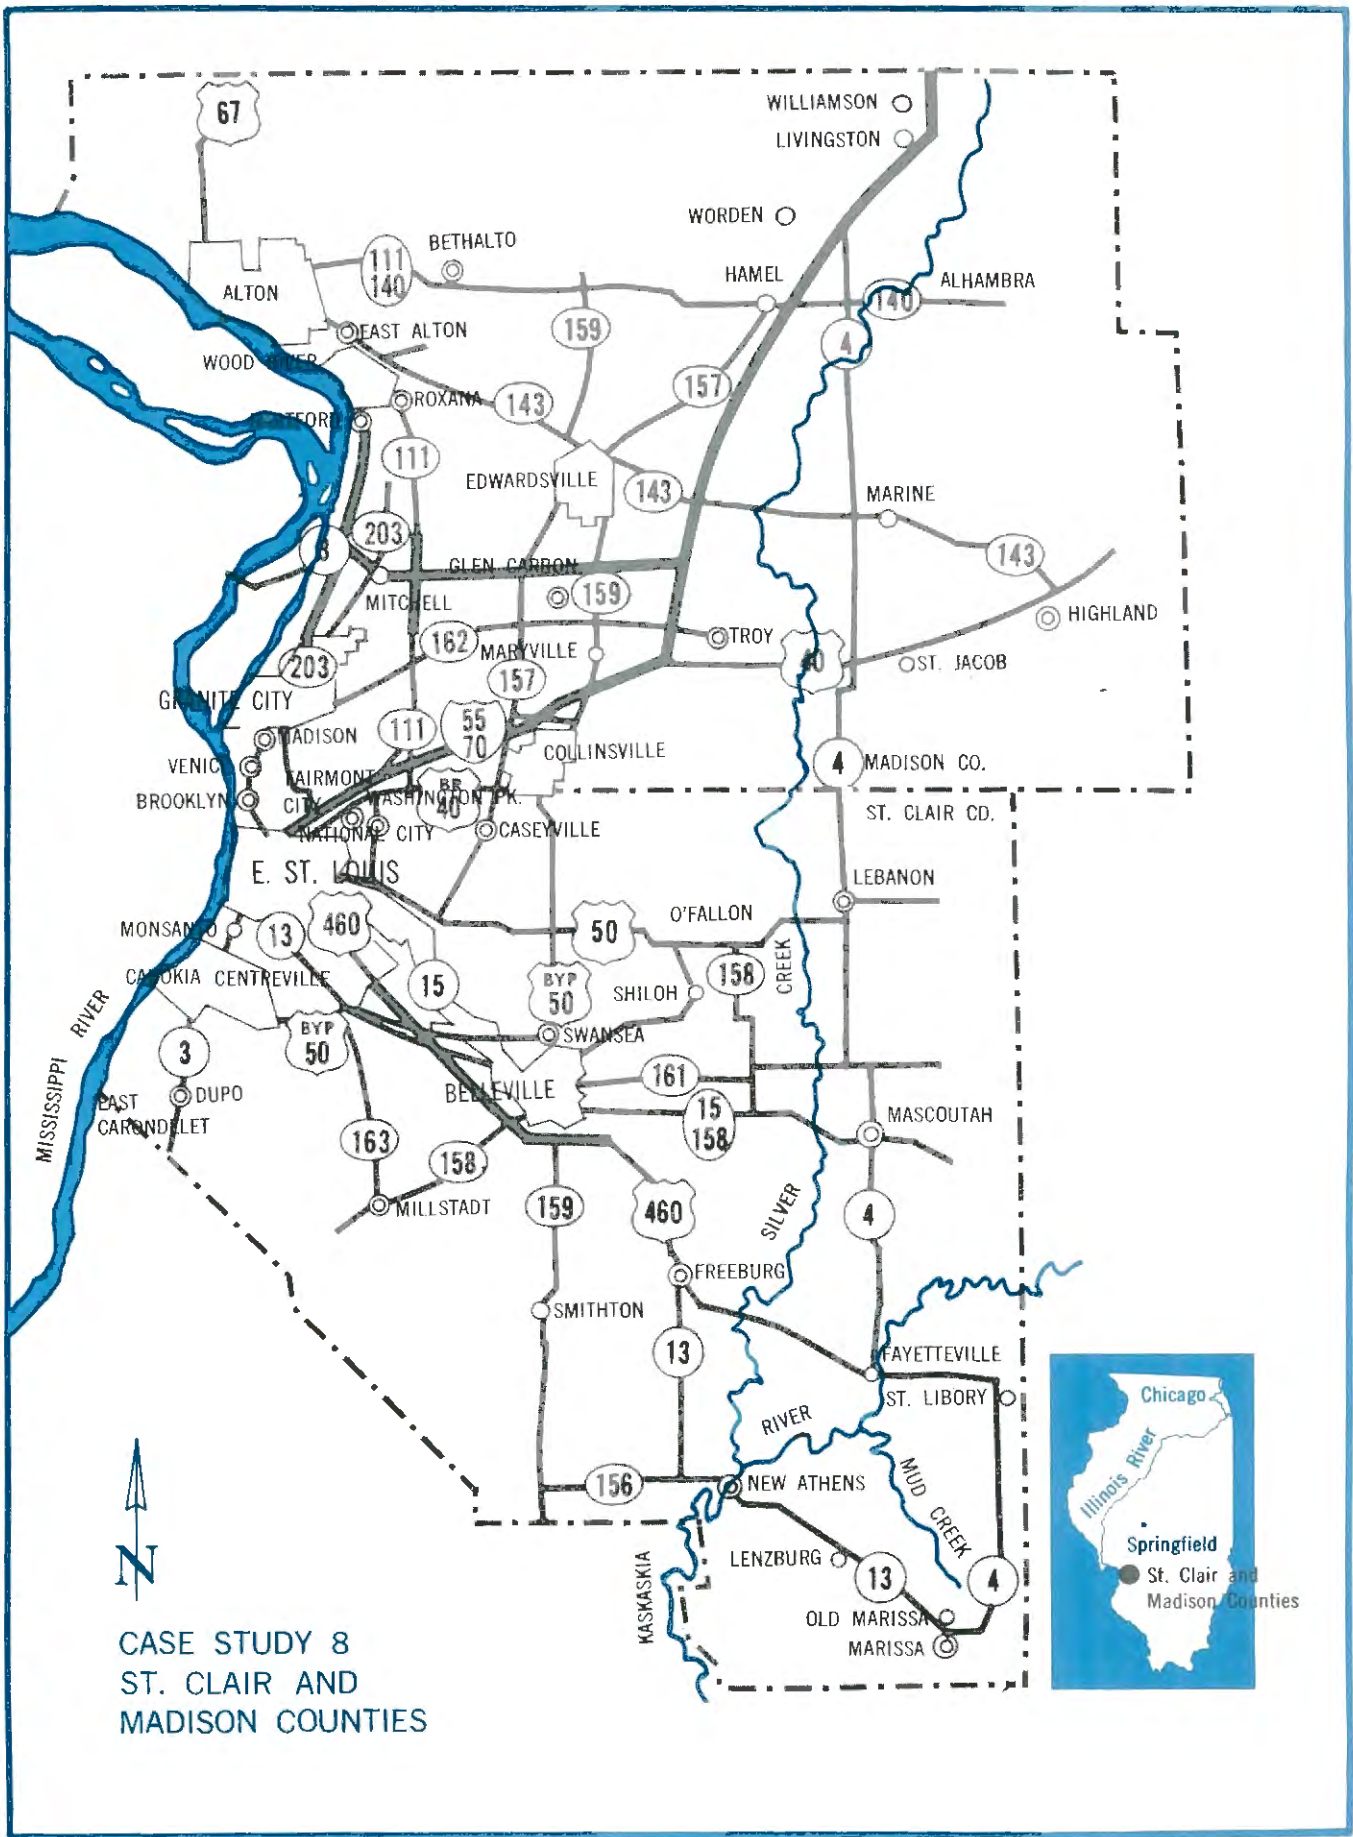 67
WILLIAMSON
LIVINGSTON
WORDEN
BETHALTO
111
140
HAMEL
ALHAMBRA
140
ALTON
EAST ALTON
159
4
WOOD RIVER
157
ROXANA
143
111
EDWARDSVILLE
143
MARINE
203
143
GLEN CARBON
159
MITCHELL
HIGHLAND
162
MARYVILLE
TROY
40
ST. JACOB
203
157
GRANITE CITY
111
55
70
MADISON
COLLINSVILLE
4
MADISON CO.
FAIRMONT
CITY
BROOKLYN
WASHINGTON PK.
40
ST. CLAIR CO.
NATIONAL CITY
CASEYVILLE
E. ST. LOUIS
LEBANON
460
O'FALLON
13
50
MONSANTO
CREEK
158
CAHOKIA
CENTREVILLE
15
BYP
50
SHILOH
MISSISSIPPI RIVER
BYP
50
SWANSEA
3
161
BELLEVILLE
DUPO
EAST
CARONDELET
15
158
MASCOUTAH
163
158
MILLSTADT
159
460
SILVER
4
FREEBURG
SMITHTON
13
FAYETTEVILLE
ST. LIBORY
RIVER
MUD CREEK
156
NEW ATHENS
KASKASKIA
LENZBURG
13
4
OLD MARISSA
MARISSA
N
CASE STUDY 8
ST. CLAIR AND
MADISON COUNTIES
Chicago
Illinois River
Springfield
St. Clair and
Madison Counties